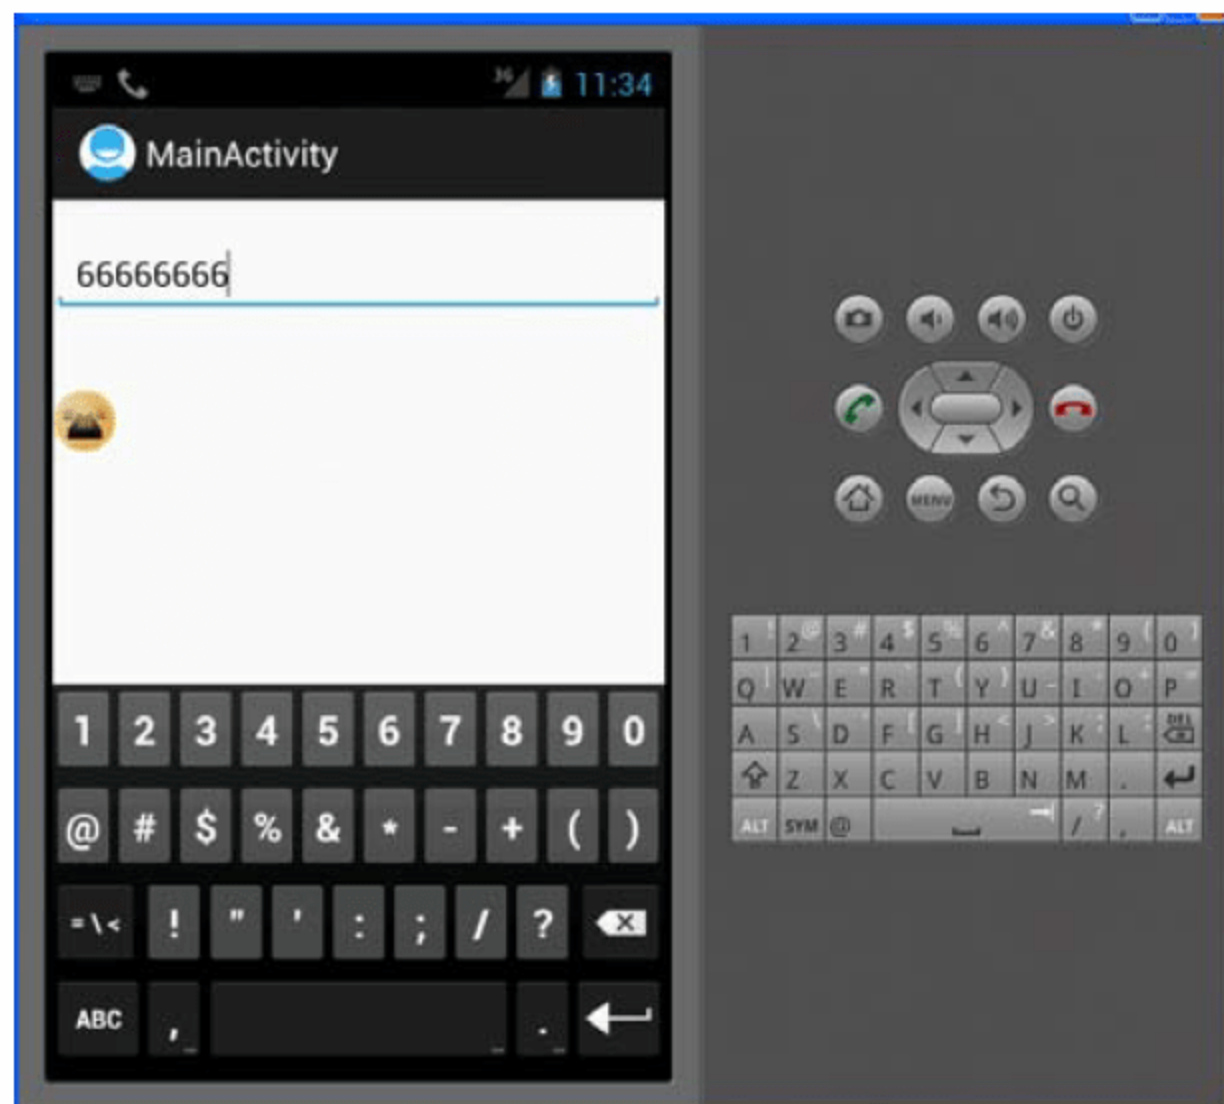 3G 11:34
MainActivity
66666666
1 2 3 4 5 6 7 8 9 0
@ # $ % & * - + ( )
= \ < ! " ' : ; / ?
ABC , .
MENU
1 ! 2 @ 3 # 4 $ 5 % 6 ^ 7 & 8 * 9 ( 0 )
Q | W E " R T ( Y ) U - I O + P =
A S \ D ' F [ G ] H < J > K ; L : DEL
Z X C V B N M .
ALT SYM @ / ? , ALT